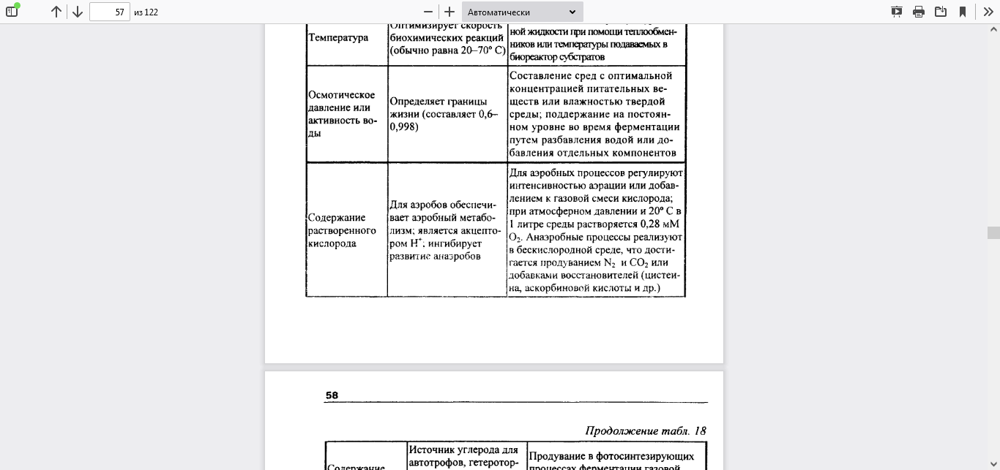 57 из 122
Автоматически
Температура
Оптимизирует скорость
биохимических реакций
(обычно равна 20–70° С)
ной жидкости при помощи теплообмен-
ников или температуры подаваемых в
биореактор субстратов
Осмотическое
давление или
активность во-
ды
Определяет границы
жизни (составляет 0,6–
0,998)
Составление сред с оптимальной
концентрацией питательных ве-
ществ или влажностью твердой
среды; поддержание на постоян-
ном уровне во время ферментации
путем разбавления водой или до-
бавления отдельных компонентов
Содержание
растворенного
кислорода
Для аэробов обеспечи-
вает аэробный метабо-
лизм; является акцепто-
ром H⁺; ингибирует
развитие анаэробов
Для аэробных процессов регулируют
интенсивностью аэрации или добав-
лением к газовой смеси кислорода;
при атмосферном давлении и 20° С в
1 литре среды растворяется 0,28 мМ
O₂. Анаэробные процессы реализуют
в бескислородной среде, что дости-
гается продуванием N₂ и CO₂ или
добавками восстановителей (цистеи-
на, аскорбиновой кислоты и др.)
58
Продолжение табл. 18
Содержание
Источник углерода для
автотрофов, гетеротор-
Продувание в фотосинтезирующих
процессах ферментации газовой